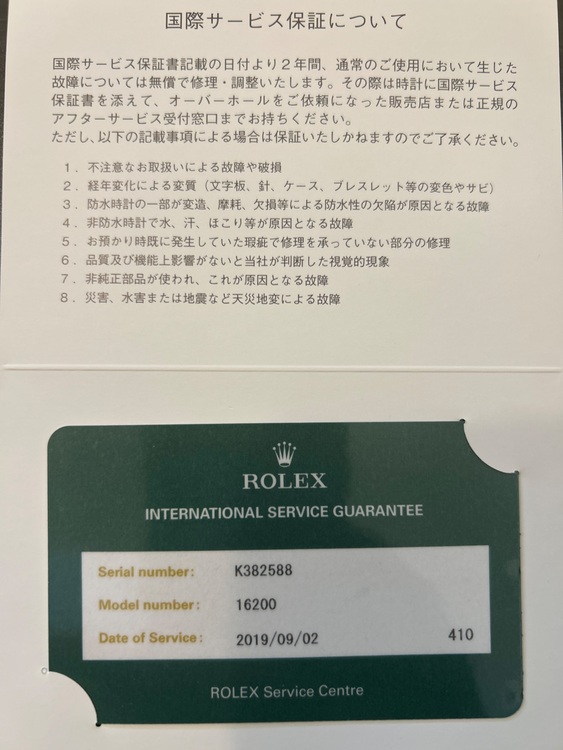 国際サービス保証について
国際サービス保証書記載の日付より２年間、通常のご使用において生じた
故障については無償で修理・調整いたします。その際は時計に国際サービス
保証書を添えて、オーバーホールをご依頼になった販売店または正規の
アフターサービス受付窓口までお持ちください。
ただし、以下の記載事項による場合は保証いたしかねますのでご了承ください。
１．不注意なお取扱いによる故障や破損
２．経年変化による変質（文字板、針、ケース、ブレスレット等の変色やサビ）
３．防水時計の一部が変造、摩耗、欠損等による防水性の欠陥が原因となる故障
４．非防水時計で水、汗、ほこり等が原因となる故障
５．お預かり時既に発生していた瑕疵で修理を承っていない部分の修理
６．品質及び機能上影響がないと当社が判断した視覚的現象
７．非純正部品が使われ、これが原因となる故障
８．災害、水害または地震など天災地変による故障
ROLEX
INTERNATIONAL SERVICE GUARANTEE
Serial number: K382588
Model number: 16200
Date of Service: 2019/09/02 410
ROLEX Service Centre